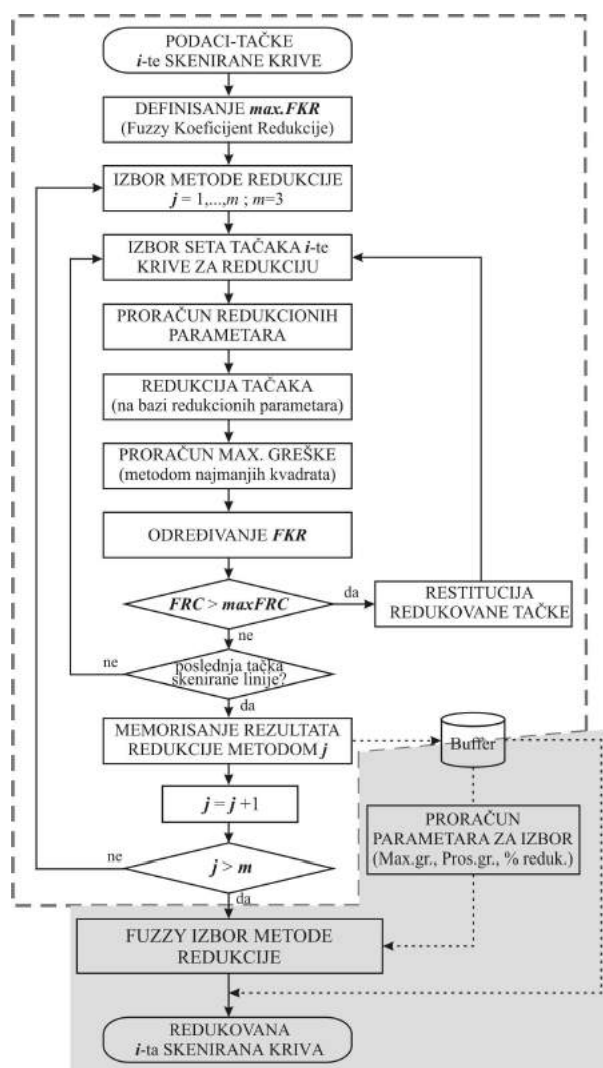 PODACI-TAČKE
i-te SKENIRANE KRIVE
DEFINISANJE max.FKR
(Fuzzy Koeficijent Redukcije)
IZBOR METODE REDUKCIJE
j = 1,...,m ; m=3
IZBOR SETA TAČAKA i-te
KRIVE ZA REDUKCIJU
PRORAČUN REDUKCIONIH
PARAMETARA
REDUKCIJA TAČAKA
(na bazi redukcionih parametara)
PRORAČUN MAX. GREŠKE
(metodom najmanjih kvadrata)
ODREĐIVANJE FKR
FRC > maxFRC
da
RESTITUCIJA
REDUKOVANE TAČKE
ne
ne
poslednja tačka
skenirane linije?
da
MEMORISANJE REZULTATA
REDUKCIJE METODOM j
Buffer
j = j +1
PRORAČUN
PARAMETARA ZA IZBOR
(Max.gr., Pros.gr., % reduk.)
ne
j > m
da
FUZZY IZBOR METODE
REDUKCIJE
REDUKOVANA
i-ta SKENIRANA KRIVA